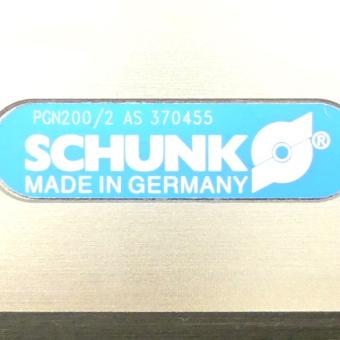 PGN200/2 AS 370455
SCHUNK ®
MADE IN GERMANY